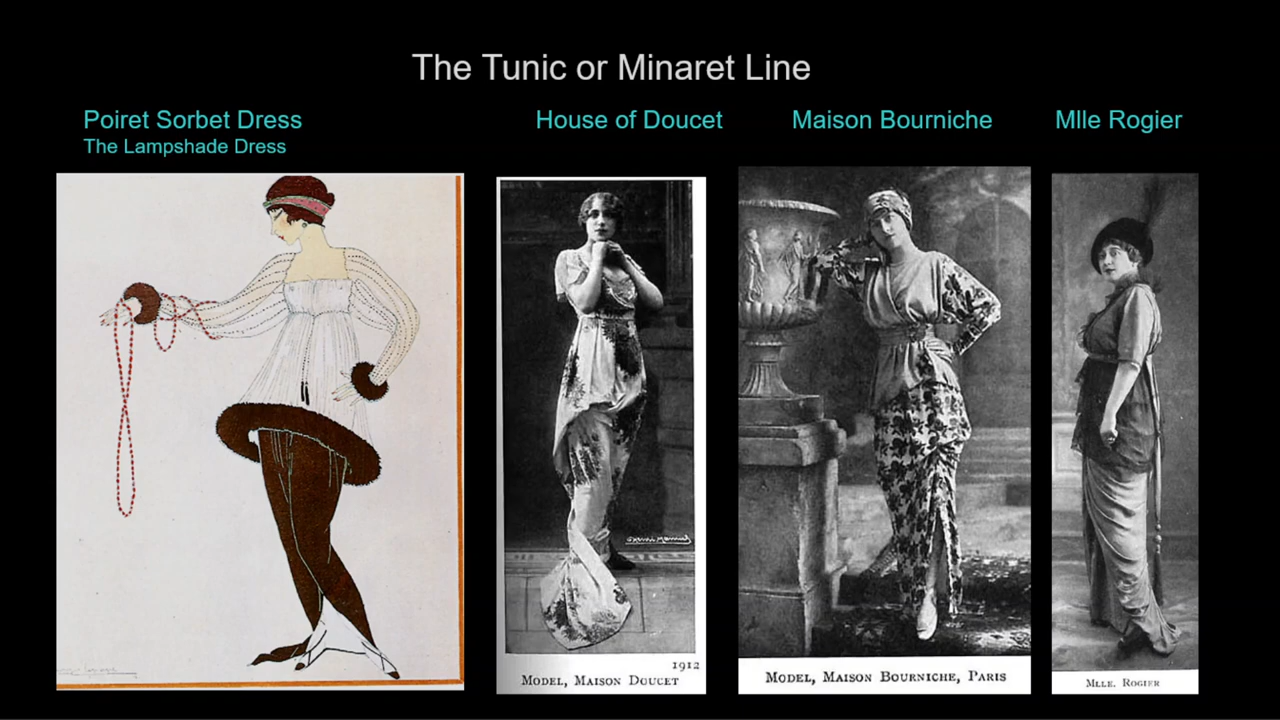 The Tunic or Minaret Line
Poiret Sorbet Dress
The Lampshade Dress
House of Doucet
Maison Bourniche
Mlle Rogier
1912
Model, Maison Doucet
Model, Maison Bourniche, Paris
Mlle. Rogier